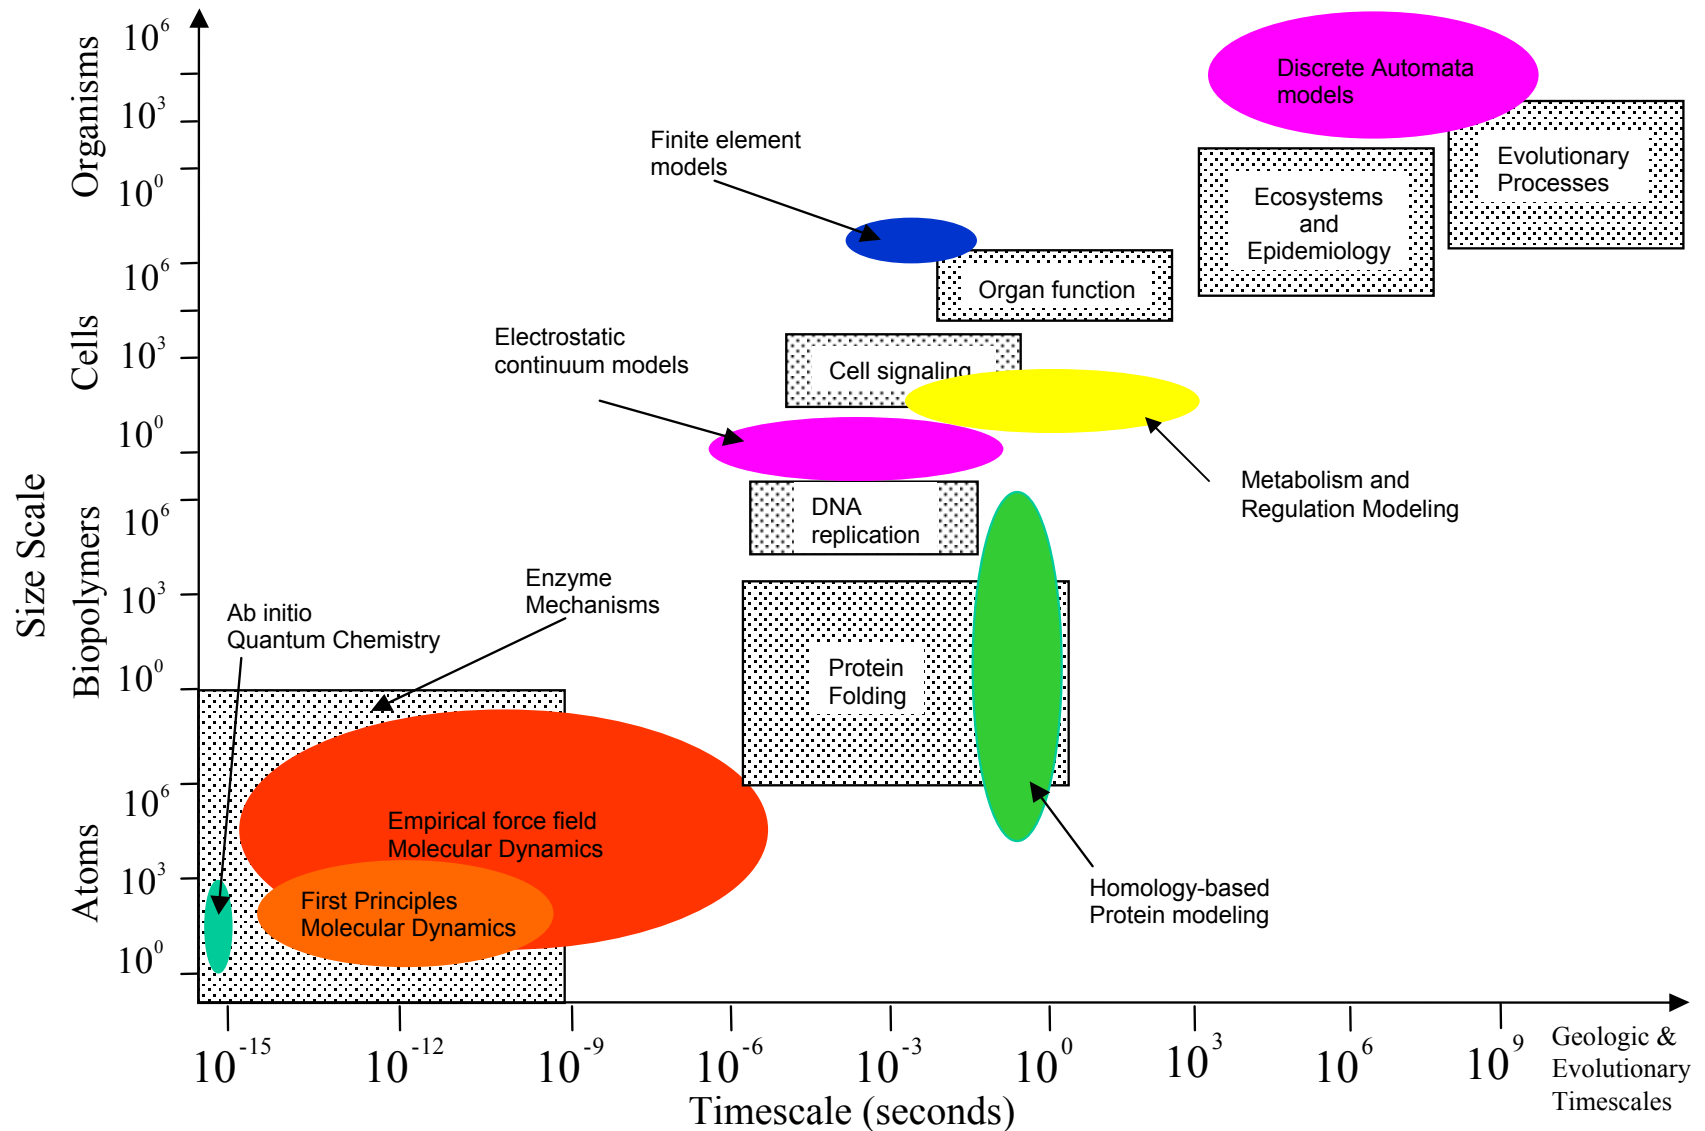 Size Scale
Organisms
Cells
Biopolymers
Atoms
10^6
10^3
10^0
10^6
10^3
10^0
10^6
10^3
10^0
10^6
10^3
10^0
Discrete Automata
models
Evolutionary
Processes
Ecosystems
and
Epidemiology
Finite element
models
Organ function
Electrostatic
continuum models
Cell signaling
Metabolism and
Regulation Modeling
DNA
replication
Enzyme
Mechanisms
Ab initio
Quantum Chemistry
Protein
Folding
Empirical force field
Molecular Dynamics
First Principles
Molecular Dynamics
Homology-based
Protein modeling
10^-15 10^-12 10^-9 10^-6 10^-3 10^0 10^3 10^6 10^9
Geologic &
Evolutionary
Timescales
Timescale (seconds)